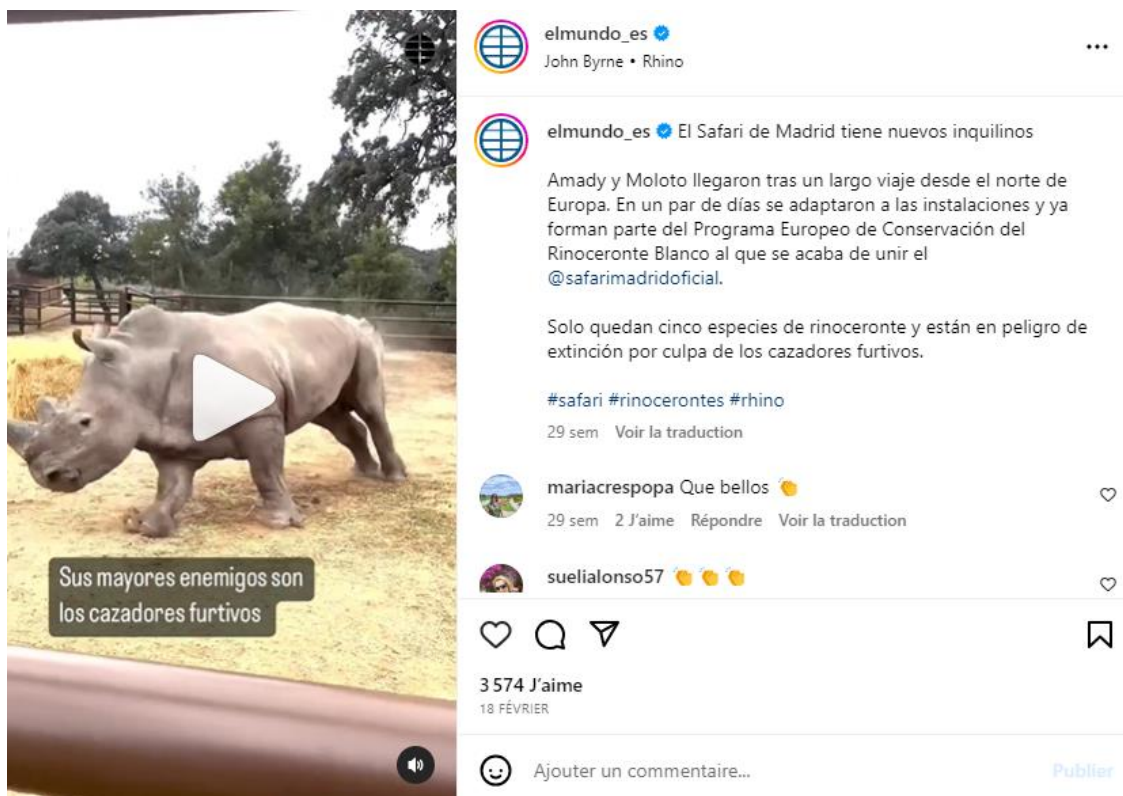 elmundo_es
John Byrne • Rhino
elmundo_es El Safari de Madrid tiene nuevos inquilinos
Amady y Moloto llegaron tras un largo viaje desde el norte de
Europa. En un par de días se adaptaron a las instalaciones y ya
forman parte del Programa Europeo de Conservación del
Rinoceronte Blanco al que se acaba de unir el
@safarimadridoficial.
Solo quedan cinco especies de rinoceronte y están en peligro de
extinción por culpa de los cazadores furtivos.
#safari #rinocerontes #rhino
29 sem Voir la traduction
mariacrespopa Que bellos 👏
29 sem 2 J'aime Répondre Voir la traduction
suelialonso57 👏 👏 👏
Sus mayores enemigos son
los cazadores furtivos
3 574 J'aime
18 FÉVRIER
Ajouter un commentaire...
Publier